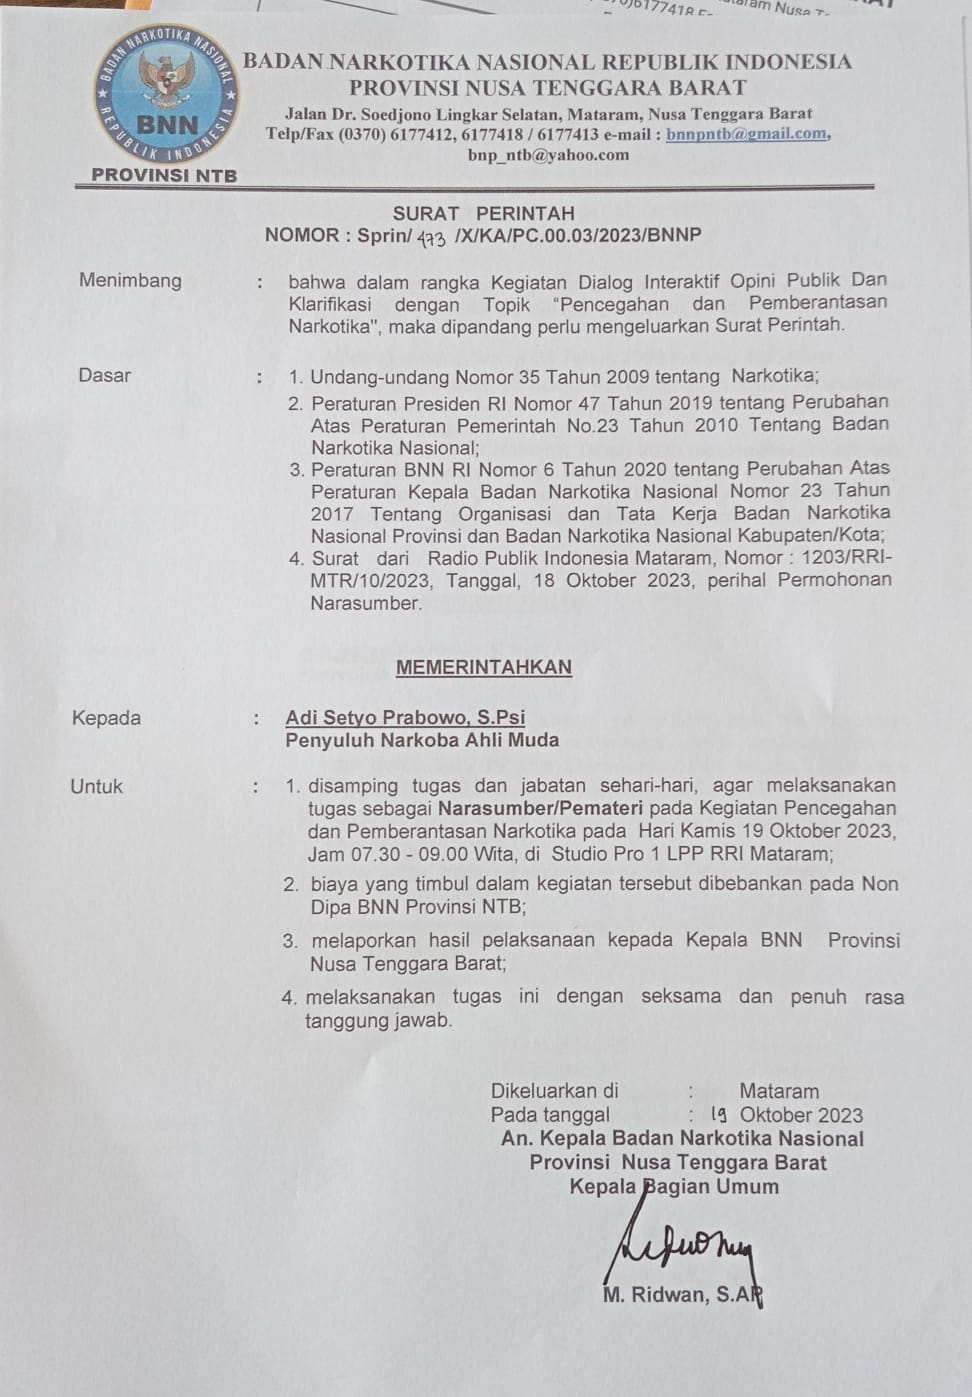 0)6177418
taram Nusa T
BADAN NARKOTIKA NASIONAL
REPUBLIK INDONESIA
BNN
PROVINSI NTB
BADAN NARKOTIKA NASIONAL REPUBLIK INDONESIA
PROVINSI NUSA TENGGARA BARAT
Jalan Dr. Soedjono Lingkar Selatan, Mataram, Nusa Tenggara Barat
Telp/Fax (0370) 6177412, 6177418 / 6177413 e-mail : bnnpntb@gmail.com,
bnp_ntb@yahoo.com
SURAT PERINTAH
NOMOR : Sprin/ 473 /X/KA/PC.00.03/2023/BNNP
Menimbang : bahwa dalam rangka Kegiatan Dialog Interaktif Opini Publik Dan
Klarifikasi dengan Topik “Pencegahan dan Pemberantasan
Narkotika", maka dipandang perlu mengeluarkan Surat Perintah.
Dasar : 1. Undang-undang Nomor 35 Tahun 2009 tentang Narkotika;
2. Peraturan Presiden RI Nomor 47 Tahun 2019 tentang Perubahan
Atas Peraturan Pemerintah No.23 Tahun 2010 Tentang Badan
Narkotika Nasional;
3. Peraturan BNN RI Nomor 6 Tahun 2020 tentang Perubahan Atas
Peraturan Kepala Badan Narkotika Nasional Nomor 23 Tahun
2017 Tentang Organisasi dan Tata Kerja Badan Narkotika
Nasional Provinsi dan Badan Narkotika Nasional Kabupaten/Kota;
4. Surat dari Radio Publik Indonesia Mataram, Nomor : 1203/RRI-
MTR/10/2023, Tanggal, 18 Oktober 2023, perihal Permohonan
Narasumber.
MEMERINTAHKAN
Kepada : Adi Setyo Prabowo, S.Psi
Penyuluh Narkoba Ahli Muda
Untuk : 1. disamping tugas dan jabatan sehari-hari, agar melaksanakan
tugas sebagai Narasumber/Pemateri pada Kegiatan Pencegahan
dan Pemberantasan Narkotika pada Hari Kamis 19 Oktober 2023,
Jam 07.30 - 09.00 Wita, di Studio Pro 1 LPP RRI Mataram;
2. biaya yang timbul dalam kegiatan tersebut dibebankan pada Non
Dipa BNN Provinsi NTB;
3. melaporkan hasil pelaksanaan kepada Kepala BNN Provinsi
Nusa Tenggara Barat;
4. melaksanakan tugas ini dengan seksama dan penuh rasa
tanggung jawab.
Dikeluarkan di : Mataram
Pada tanggal : 19 Oktober 2023
An. Kepala Badan Narkotika Nasional
Provinsi Nusa Tenggara Barat
Kepala Bagian Umum
M. Ridwan, S.AP